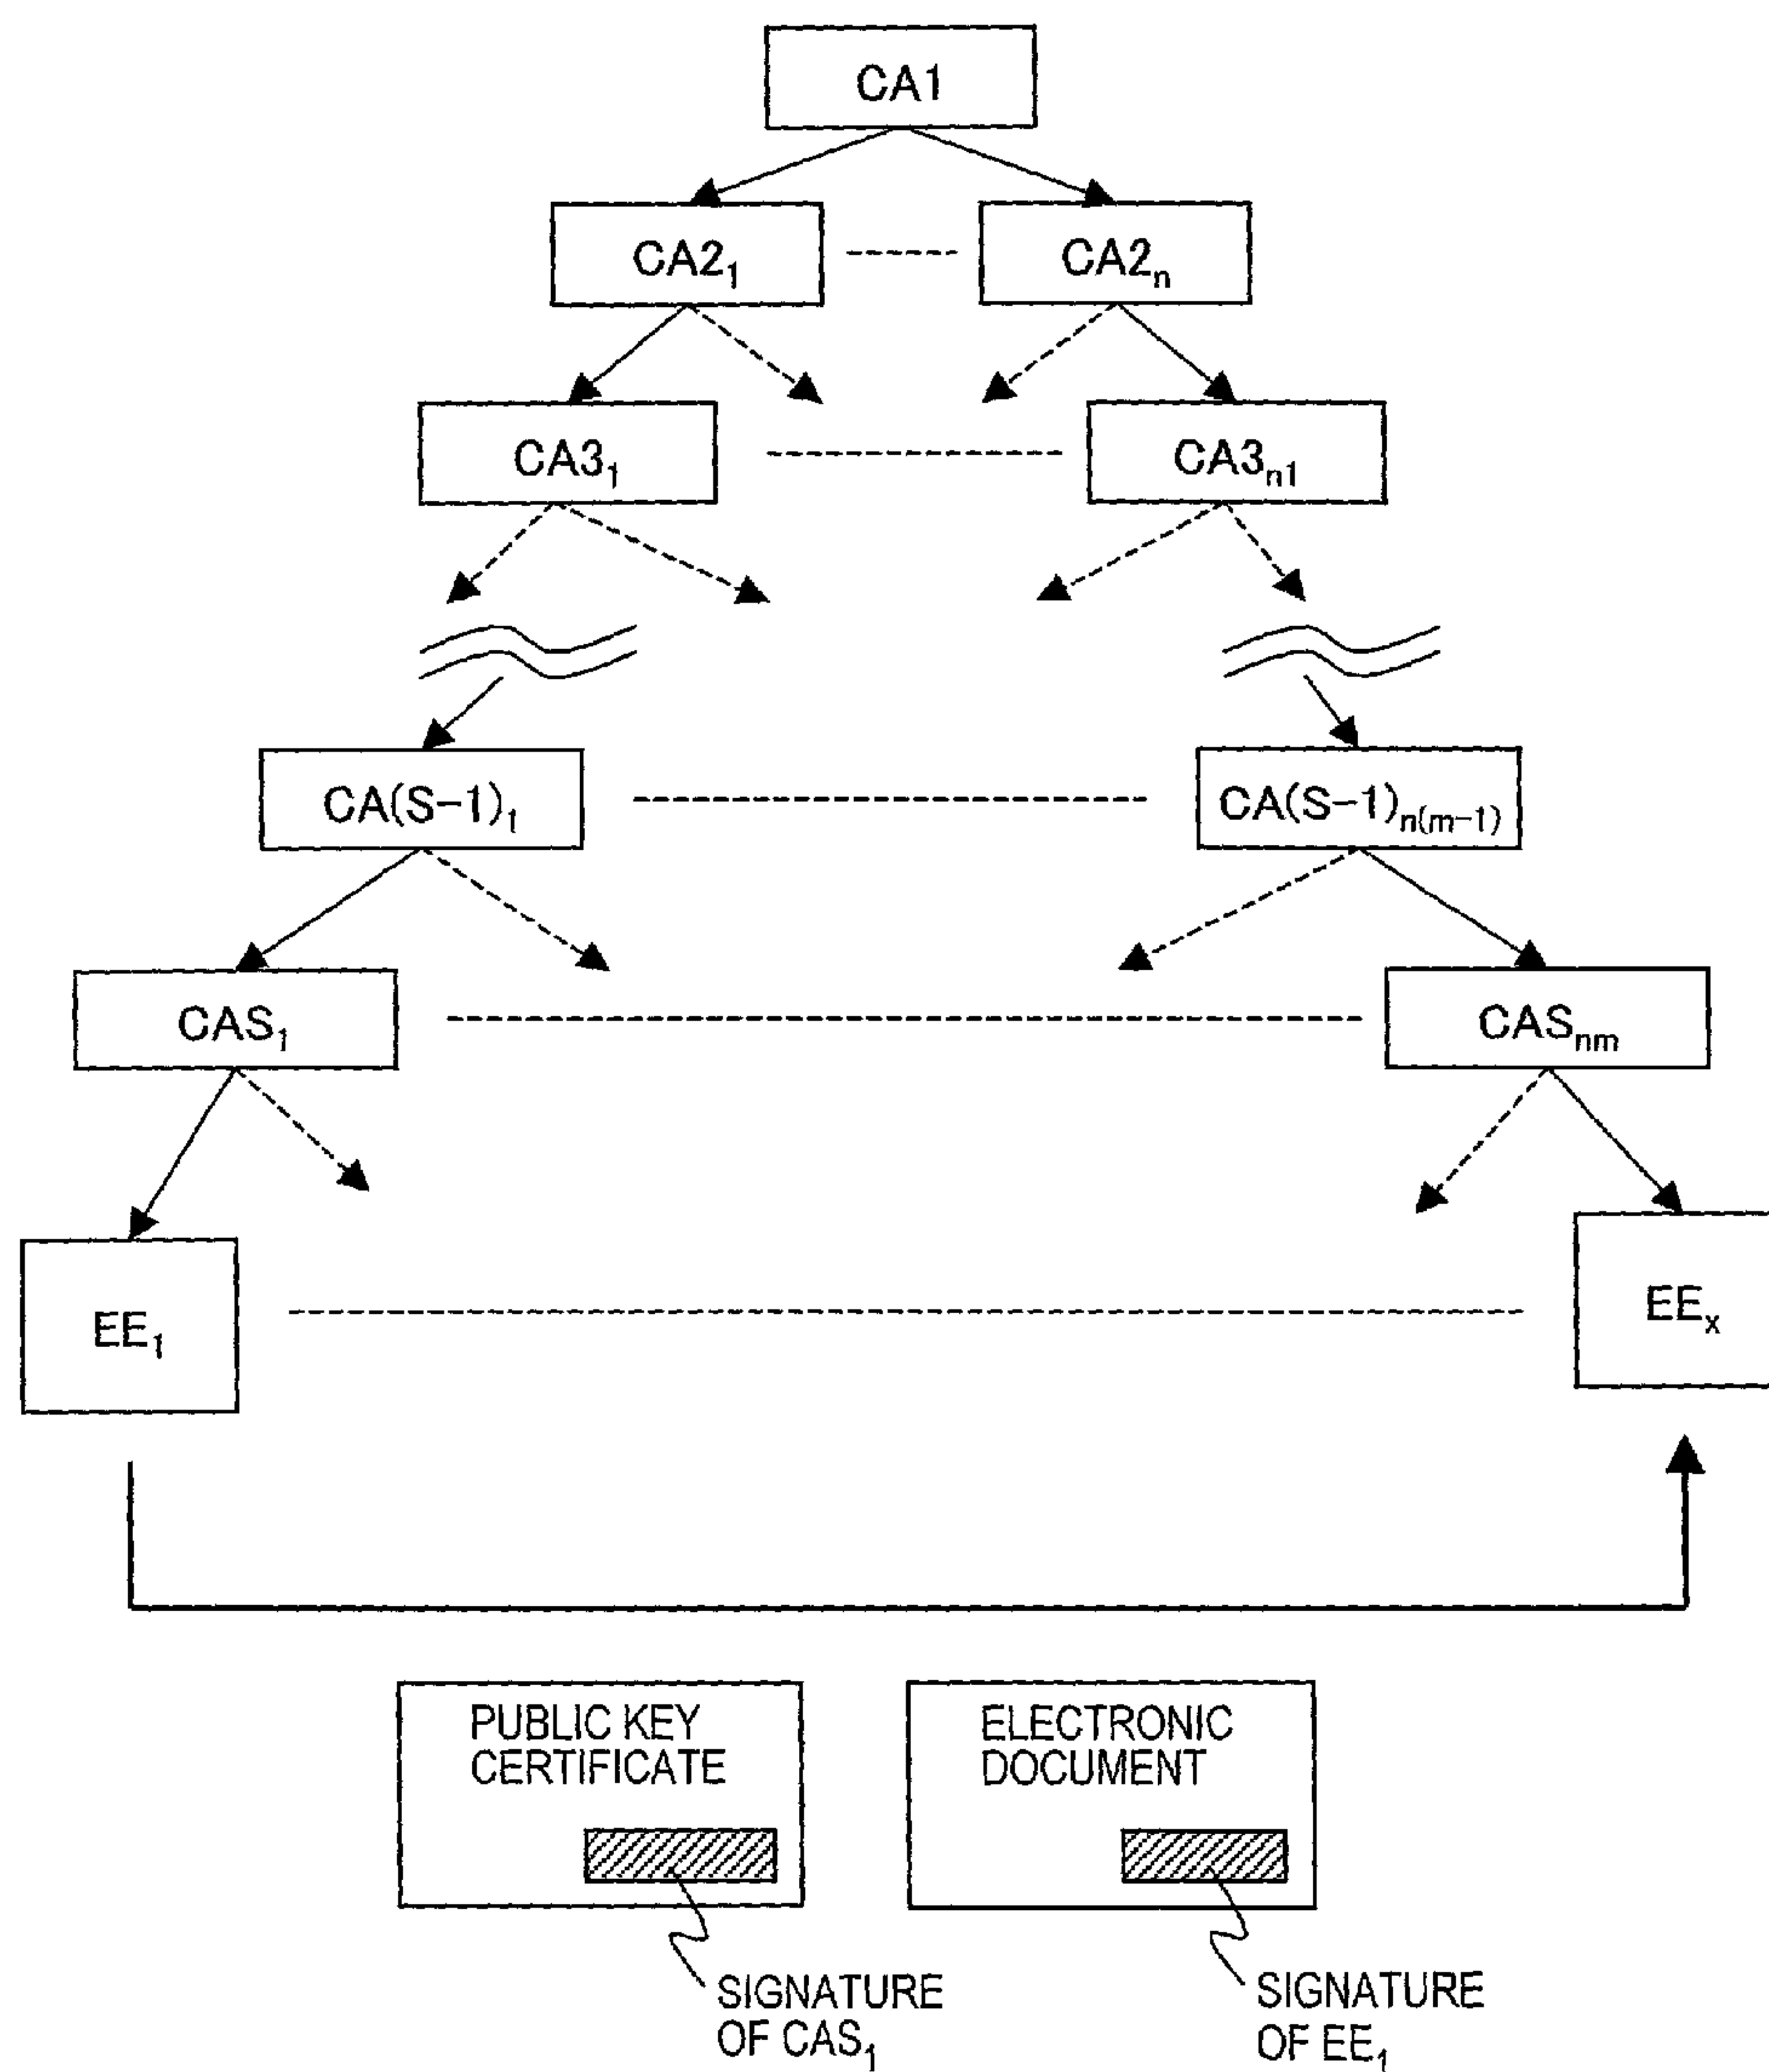 CA1
CA2₁
CA2ₙ
CA3₁
CA3ₙ₁
CA(S-1)₁
CA(S-1)ₙ₍ₘ₋₁₎
CAS₁
CASₙₘ
EE₁
EEₓ
PUBLIC KEY
CERTIFICATE
ELECTRONIC
DOCUMENT
SIGNATURE
OF CAS₁
SIGNATURE
OF EE₁